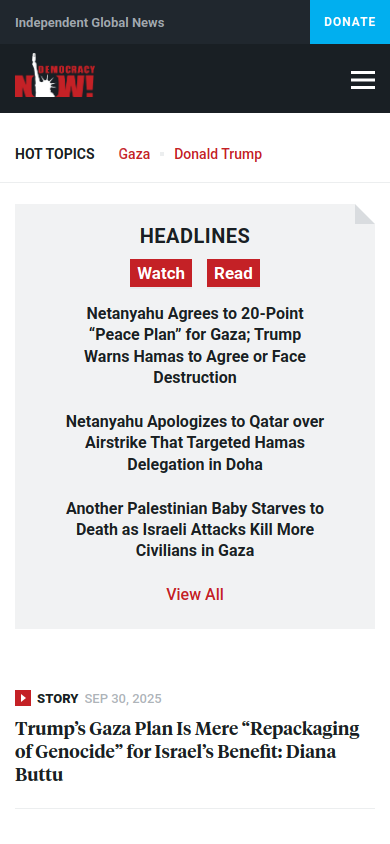 Independent Global News
DONATE
DEMOCRACY
NOW!
HOT TOPICS
Gaza
Donald Trump
HEADLINES
Watch
Read
Netanyahu Agrees to 20-Point
“Peace Plan” for Gaza; Trump
Warns Hamas to Agree or Face
Destruction
Netanyahu Apologizes to Qatar over
Airstrike That Targeted Hamas
Delegation in Doha
Another Palestinian Baby Starves to
Death as Israeli Attacks Kill More
Civilians in Gaza
View All
STORY SEP 30, 2025
Trump’s Gaza Plan Is Mere “Repackaging
of Genocide” for Israel’s Benefit: Diana
Buttu